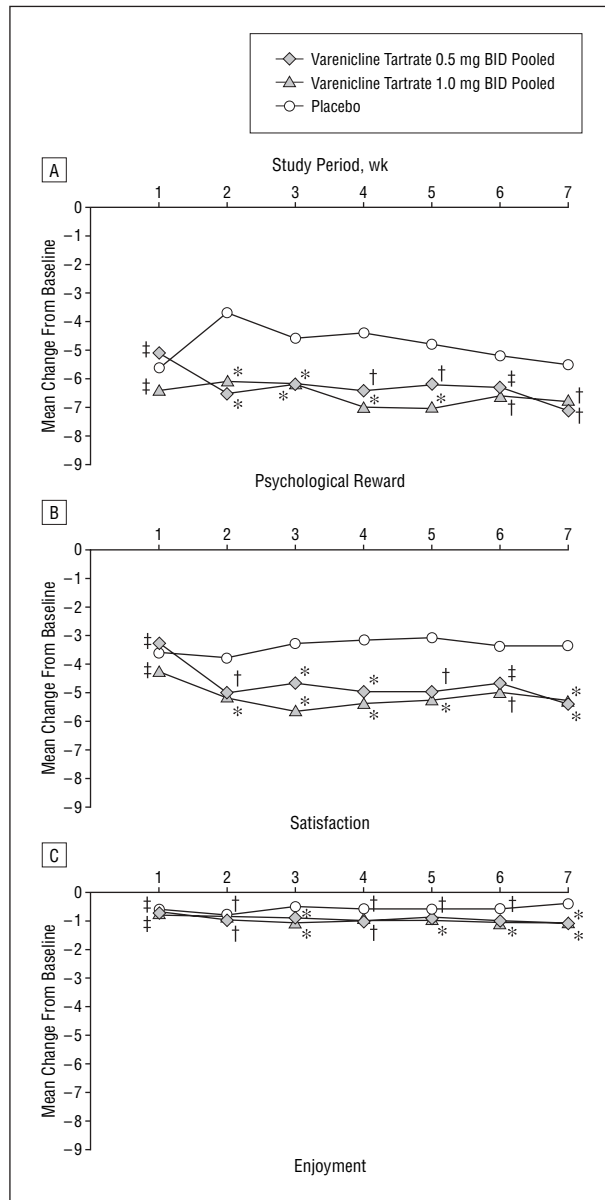 Varenicline Tartrate 0.5 mg BID Pooled
Varenicline Tartrate 1.0 mg BID Pooled
Placebo
A
Study Period, wk
1 2 3 4 5 6 7
0
−1
−2
−3
−4
−5
−6
−7
−8
−9
Mean Change From Baseline
‡ ‡ * * * * † * † * ‡ † † †
Psychological Reward
B
1 2 3 4 5 6 7
0
−1
−2
−3
−4
−5
−6
−7
−8
−9
Mean Change From Baseline
‡ ‡ † * * * * * † * ‡ † * *
Satisfaction
C
1 2 3 4 5 6 7
0
−1
−2
−3
−4
−5
−6
−7
−8
−9
Mean Change From Baseline
‡ ‡ † † * * † † † * † * * *
Enjoyment